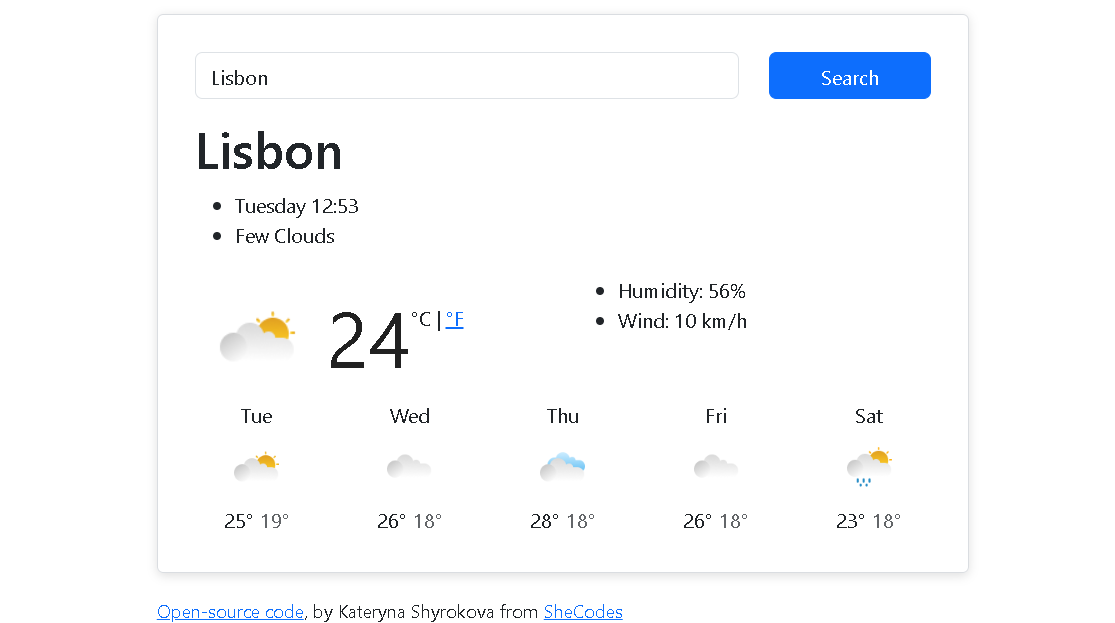 Lisbon
Search
Lisbon
Tuesday 12:53
Few Clouds
Humidity: 56%
Wind: 10 km/h
24 °C | °F
Tue Wed Thu Fri Sat
25° 19° 26° 18° 28° 18° 26° 18° 23° 18°
Open-source code, by Kateryna Shyrokova from SheCodes